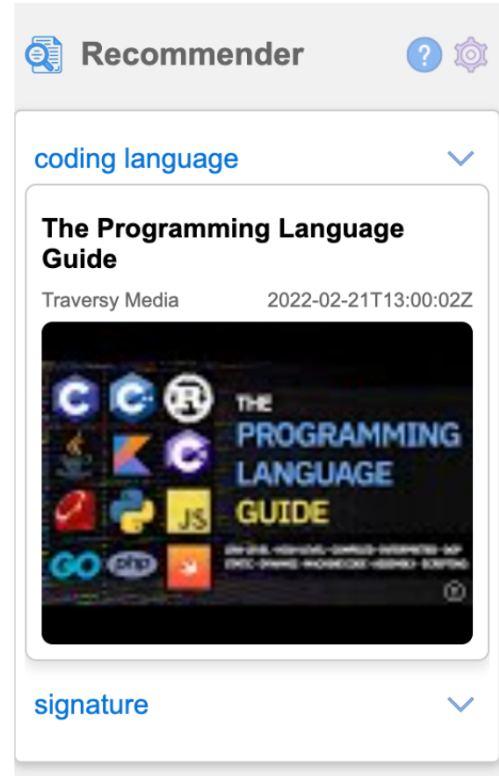 Recommender
?
coding language
The Programming Language
Guide
Traversy Media 2022-02-21T13:00:02Z
C C++ R THE
C# PROGRAMMING
LANGUAGE
JS GUIDE
GO php
signature